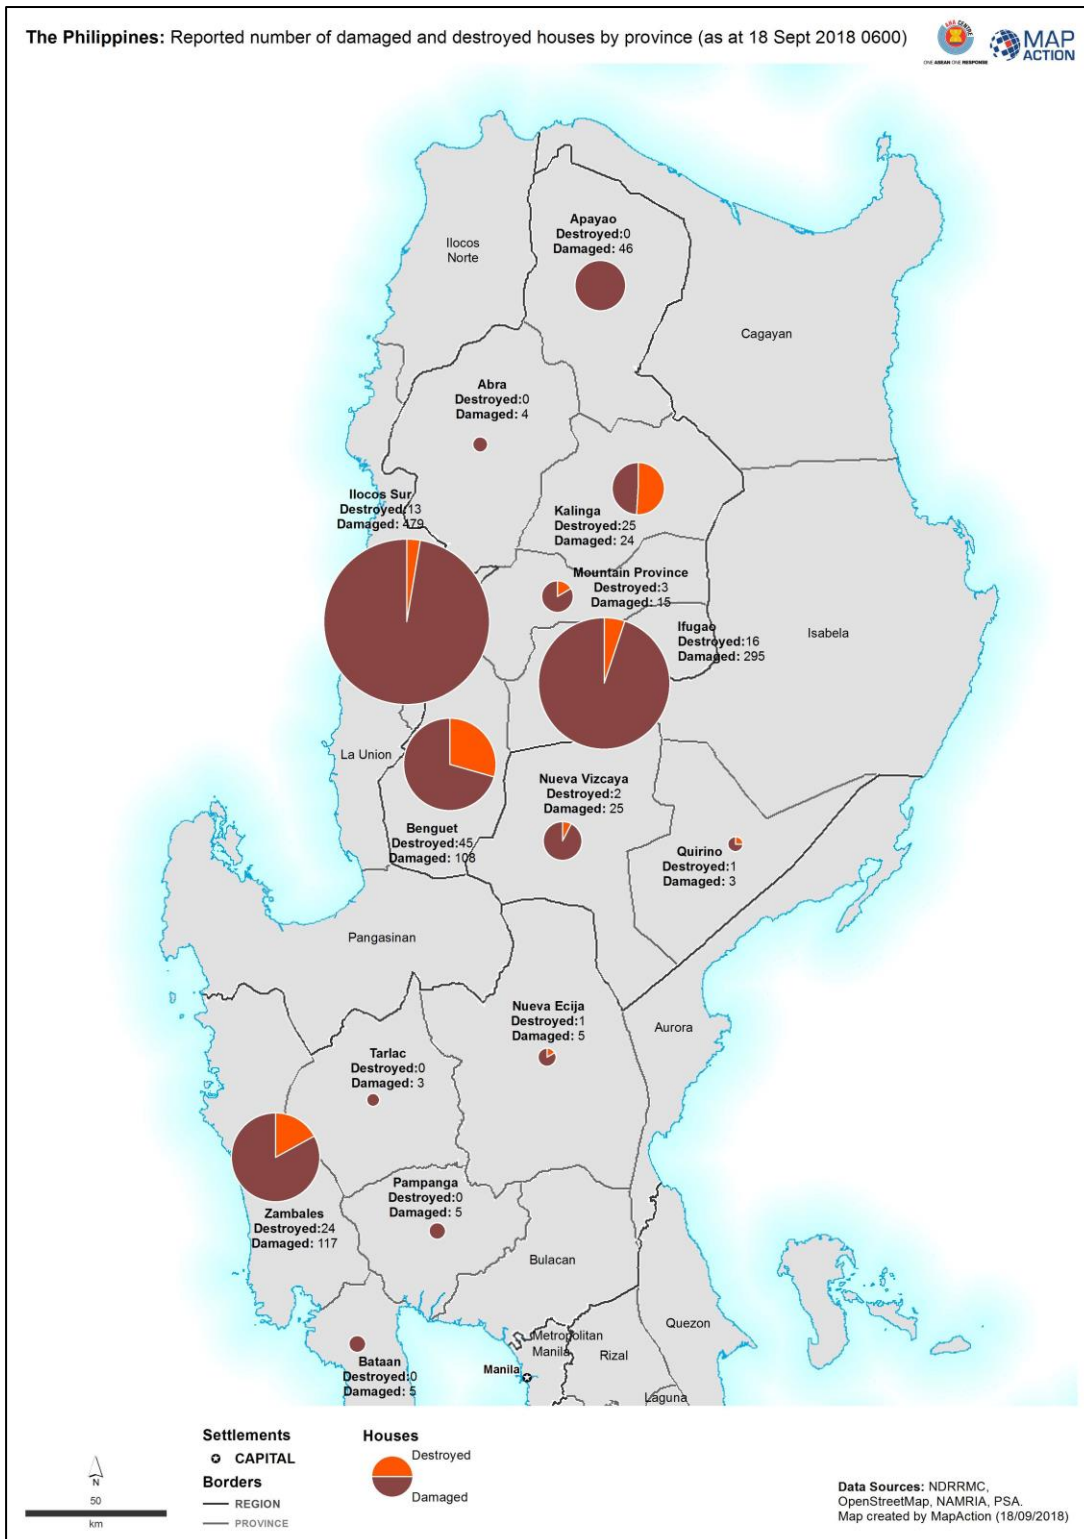 The Philippines: Reported number of damaged and destroyed houses by province (as at 18 Sept 2018 0600)
AHA CENTRE
ONE ASEAN ONE RESPONSE
MAP
ACTION
Apayao
Destroyed:0
Damaged: 46
Ilocos
Norte
Cagayan
Abra
Destroyed:0
Damaged: 4
Ilocos Sur
Destroyed:13
Damaged: 479
Kalinga
Destroyed:25
Damaged: 24
Mountain Province
Destroyed:3
Damaged: 15
Ifugao
Destroyed:16
Damaged: 295
Isabela
La Union
Nueva Vizcaya
Destroyed:2
Damaged: 25
Benguet
Destroyed:45
Damaged: 108
Quirino
Destroyed:1
Damaged: 3
Pangasinan
Nueva Ecija
Destroyed:1
Damaged: 5
Aurora
Tarlac
Destroyed:0
Damaged: 3
Pampanga
Destroyed:0
Damaged: 5
Zambales
Destroyed:24
Damaged: 117
Bulacan
Quezon
Metropolitan
Manila
Rizal
Manila
Bataan
Destroyed:0
Damaged: 5
Laguna
Settlements
CAPITAL
Borders
REGION
PROVINCE
Houses
Destroyed
Damaged
N
50
km
Data Sources: NDRRMC,
OpenStreetMap, NAMRIA, PSA.
Map created by MapAction (18/09/2018)